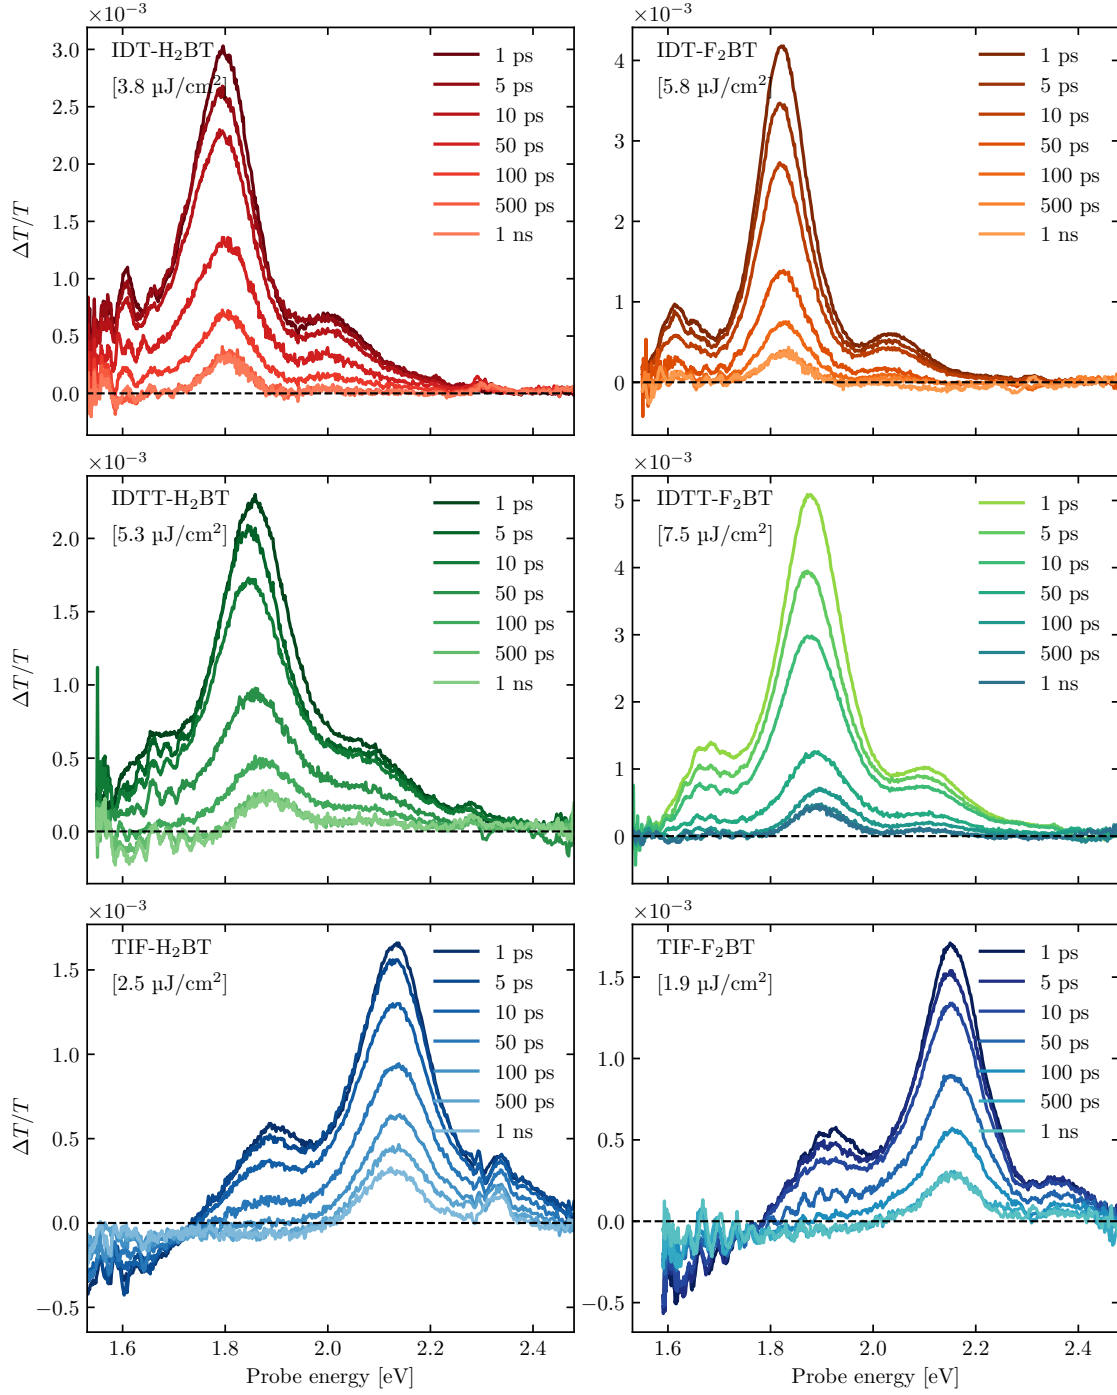 ×10⁻³
IDT-H₂BT
[3.8 µJ/cm²]
1 ps
5 ps
10 ps
50 ps
100 ps
500 ps
1 ns
3.0
2.5
2.0
1.5
1.0
0.5
0.0
ΔT/T
×10⁻³
IDT-F₂BT
[5.8 µJ/cm²]
1 ps
5 ps
10 ps
50 ps
100 ps
500 ps
1 ns
4
3
2
1
0
×10⁻³
IDTT-H₂BT
[5.3 µJ/cm²]
1 ps
5 ps
10 ps
50 ps
100 ps
500 ps
1 ns
2.0
1.5
1.0
0.5
0.0
ΔT/T
×10⁻³
IDTT-F₂BT
[7.5 µJ/cm²]
1 ps
5 ps
10 ps
50 ps
100 ps
500 ps
1 ns
5
4
3
2
1
0
×10⁻³
TIF-H₂BT
[2.5 µJ/cm²]
1 ps
5 ps
10 ps
50 ps
100 ps
500 ps
1 ns
1.5
1.0
0.5
0.0
−0.5
ΔT/T
1.6 1.8 2.0 2.2 2.4
Probe energy [eV]
×10⁻³
TIF-F₂BT
[1.9 µJ/cm²]
1 ps
5 ps
10 ps
50 ps
100 ps
500 ps
1 ns
1.5
1.0
0.5
0.0
−0.5
1.6 1.8 2.0 2.2 2.4
Probe energy [eV]